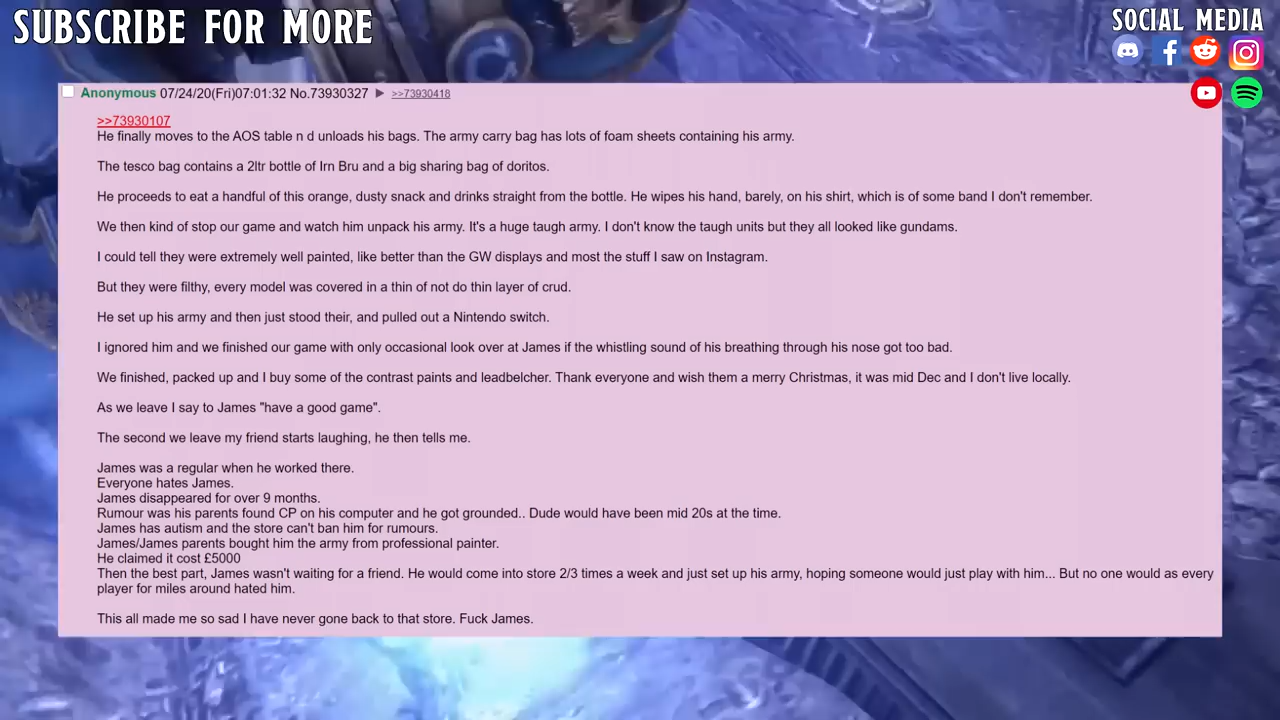 SUBSCRIBE FOR MORE
SOCIAL MEDIA
Anonymous 07/24/20(Fri)07:01:32 No.73930327 ▶ >>73930418
>>73930107
He finally moves to the AOS table n d unloads his bags. The army carry bag has lots of foam sheets containing his army.
The tesco bag contains a 2ltr bottle of Irn Bru and a big sharing bag of doritos.
He proceeds to eat a handful of this orange, dusty snack and drinks straight from the bottle. He wipes his hand, barely, on his shirt, which is of some band I don't remember.
We then kind of stop our game and watch him unpack his army. It's a huge taugh army. I don't know the taugh units but they all looked like gundams.
I could tell they were extremely well painted, like better than the GW displays and most the stuff I saw on Instagram.
But they were filthy, every model was covered in a thin of not do thin layer of crud.
He set up his army and then just stood their, and pulled out a Nintendo switch.
I ignored him and we finished our game with only occasional look over at James if the whistling sound of his breathing through his nose got too bad.
We finished, packed up and I buy some of the contrast paints and leadbelcher. Thank everyone and wish them a merry Christmas, it was mid Dec and I don't live locally.
As we leave I say to James "have a good game".
The second we leave my friend starts laughing, he then tells me.
James was a regular when he worked there.
Everyone hates James.
James disappeared for over 9 months.
Rumour was his parents found CP on his computer and he got grounded.. Dude would have been mid 20s at the time.
James has autism and the store can't ban him for rumours.
James/James parents bought him the army from professional painter.
He claimed it cost £5000
Then the best part, James wasn't waiting for a friend. He would come into store 2/3 times a week and just set up his army, hoping someone would just play with him... But no one would as every
player for miles around hated him.
This all made me so sad I have never gone back to that store. Fuck James.